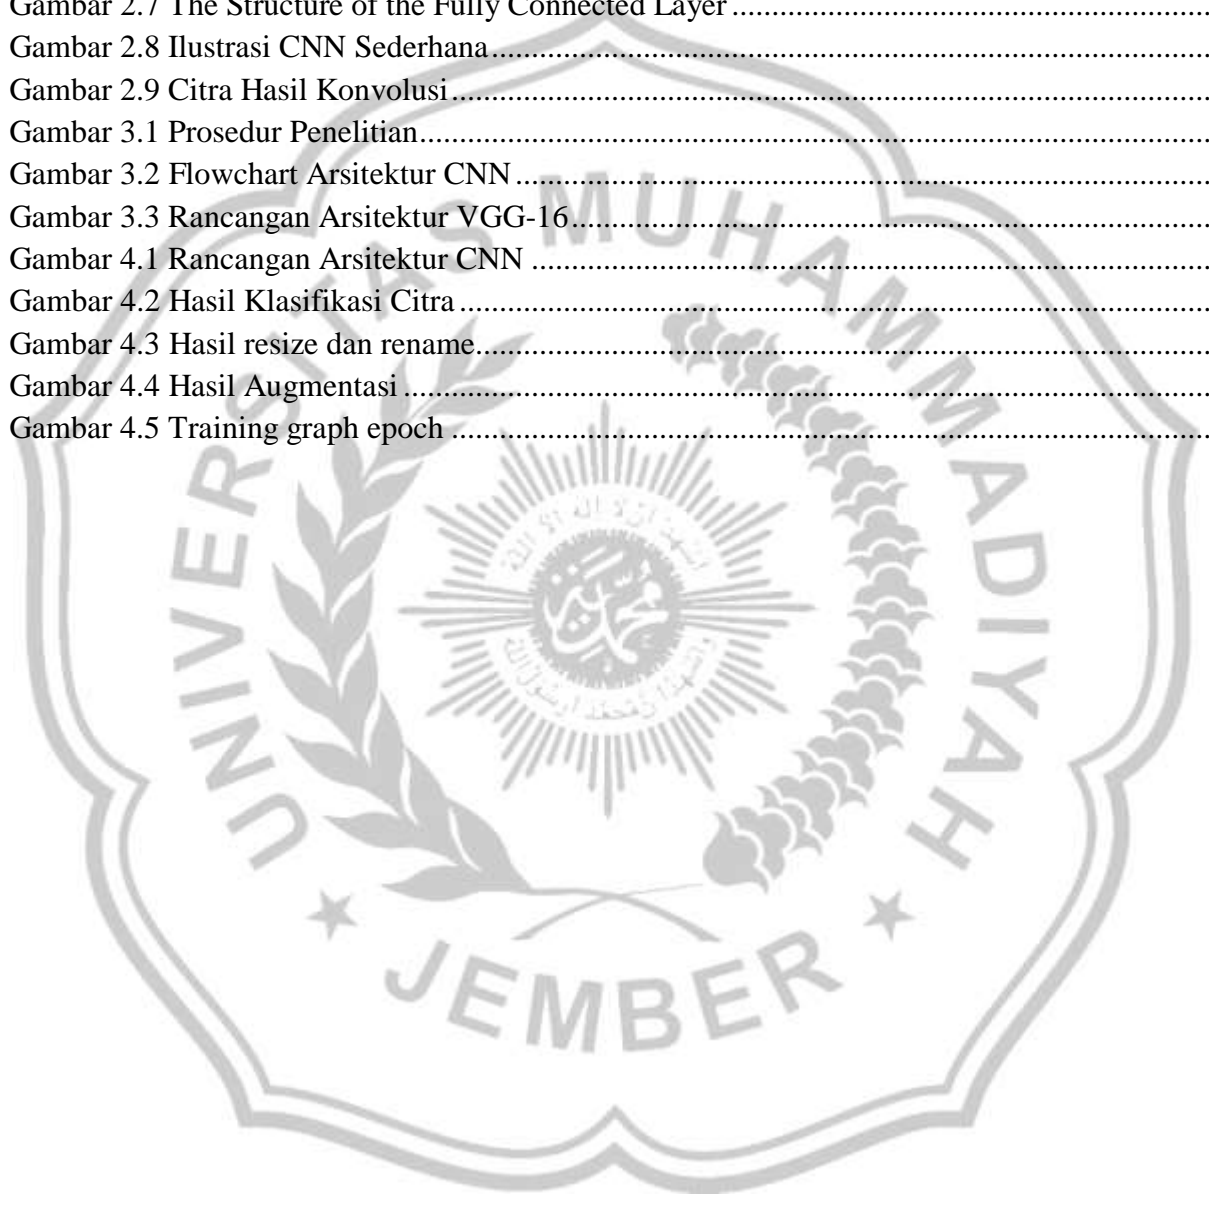 Gambar 2.7 The Structure of the Fully Connected Layer ..........................................................
Gambar 2.8 Ilustrasi CNN Sederhana..........................................................................................
Gambar 2.9 Citra Hasil Konvolusi...............................................................................................
Gambar 3.1 Prosedur Penelitian...................................................................................................
Gambar 3.2 Flowchart Arsitektur CNN .......................................................................................
Gambar 3.3 Rancangan Arsitektur VGG-16................................................................................
Gambar 4.1 Rancangan Arsitektur CNN .....................................................................................
Gambar 4.2 Hasil Klasifikasi Citra ..............................................................................................
Gambar 4.3 Hasil resize dan rename............................................................................................
Gambar 4.4 Hasil Augmentasi .....................................................................................................
Gambar 4.5 Training graph epoch ...............................................................................................
UNIVERSITAS MUHAMMADIYAH
JEMBER